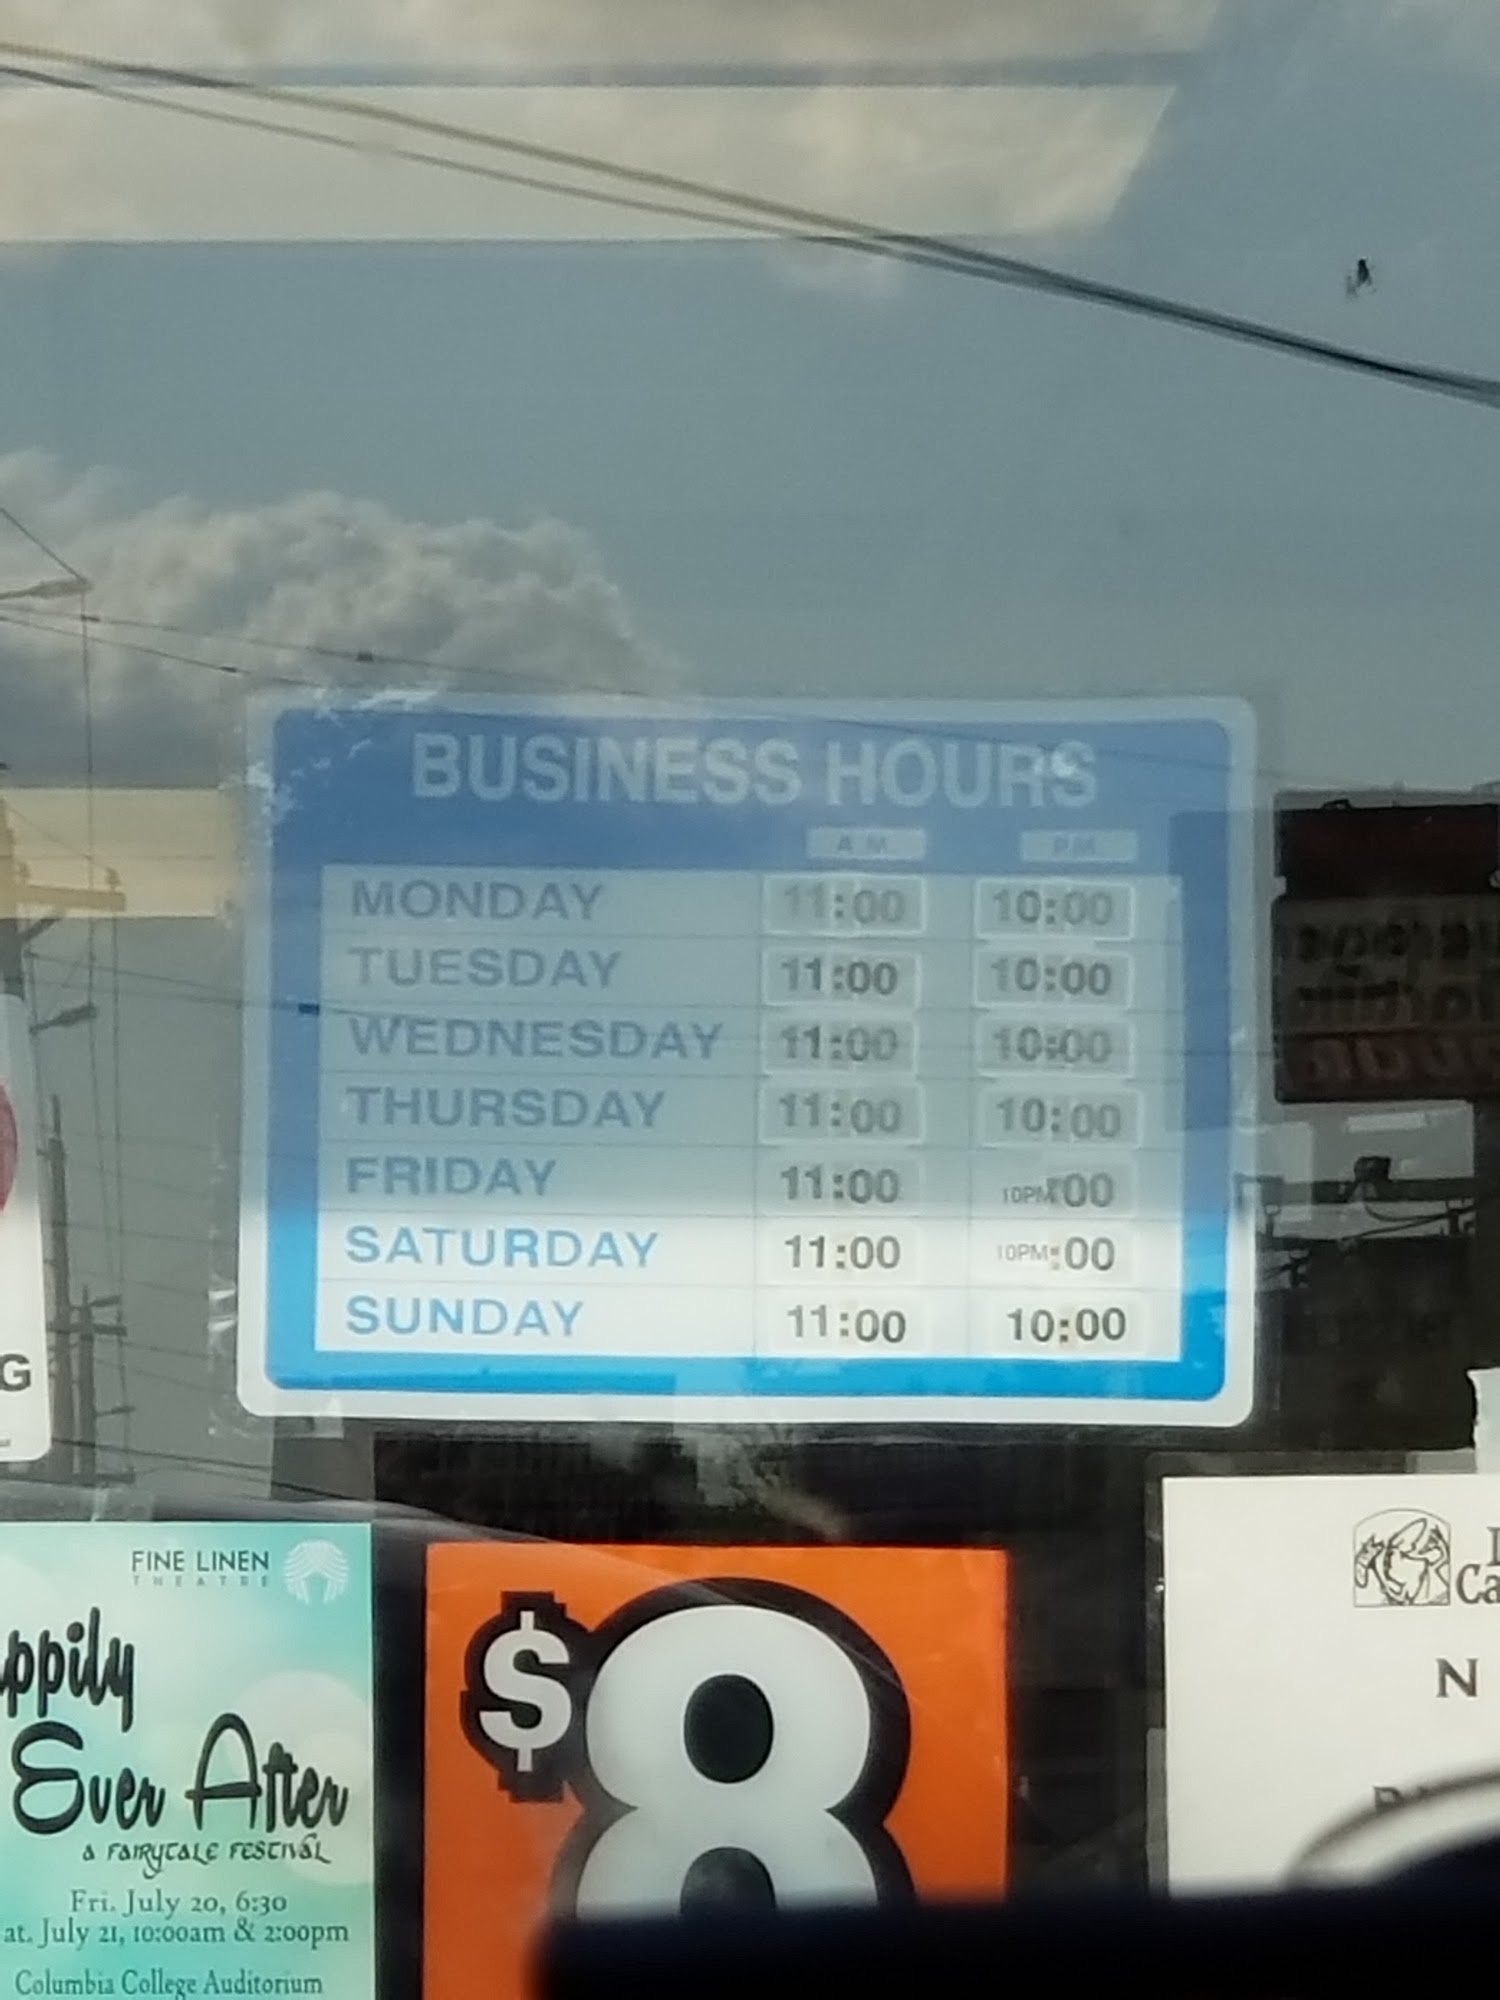 BUSINESS HOURS
A.M. P.M.
MONDAY 11:00 10:00
TUESDAY 11:00 10:00
WEDNESDAY 11:00 10:00
THURSDAY 11:00 10:00
FRIDAY 11:00 10PM:00
SATURDAY 11:00 10PM:00
SUNDAY 11:00 10:00
G
FINE LINEN
THEATRE
ppily
Ever After
A FAIRYTALE FESTIVAL
Fri. July 20, 6:30
at. July 21, 10:00am & 2:00pm
Columbia College Auditorium
$8
Ca
N